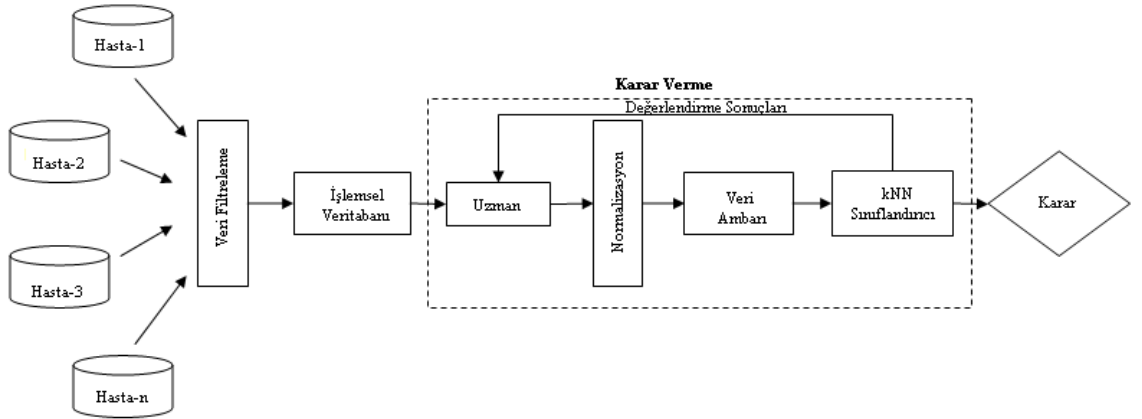 Hasta-1
Hasta-2
Hasta-3
Hasta-n
Veri Filtreleme
İşlemsel
Veritabanı
Karar Verme
Değerlendirme Sonuçları
Uzman
Normalizasyon
Veri
Ambarı
kNN
Sınıflandırıcı
Karar